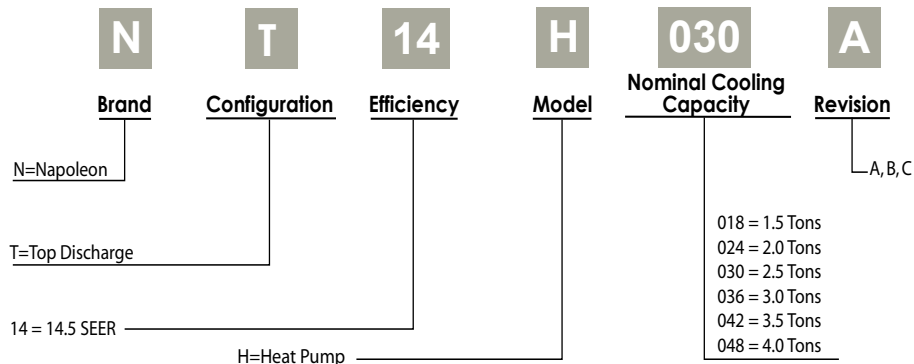 N T 14 H 030 A
Brand Configuration Efficiency Model Nominal Cooling Capacity Revision
N=Napoleon
A, B, C
T=Top Discharge
018 = 1.5 Tons
024 = 2.0 Tons
030 = 2.5 Tons
036 = 3.0 Tons
042 = 3.5 Tons
048 = 4.0 Tons
14 = 14.5 SEER
H=Heat Pump